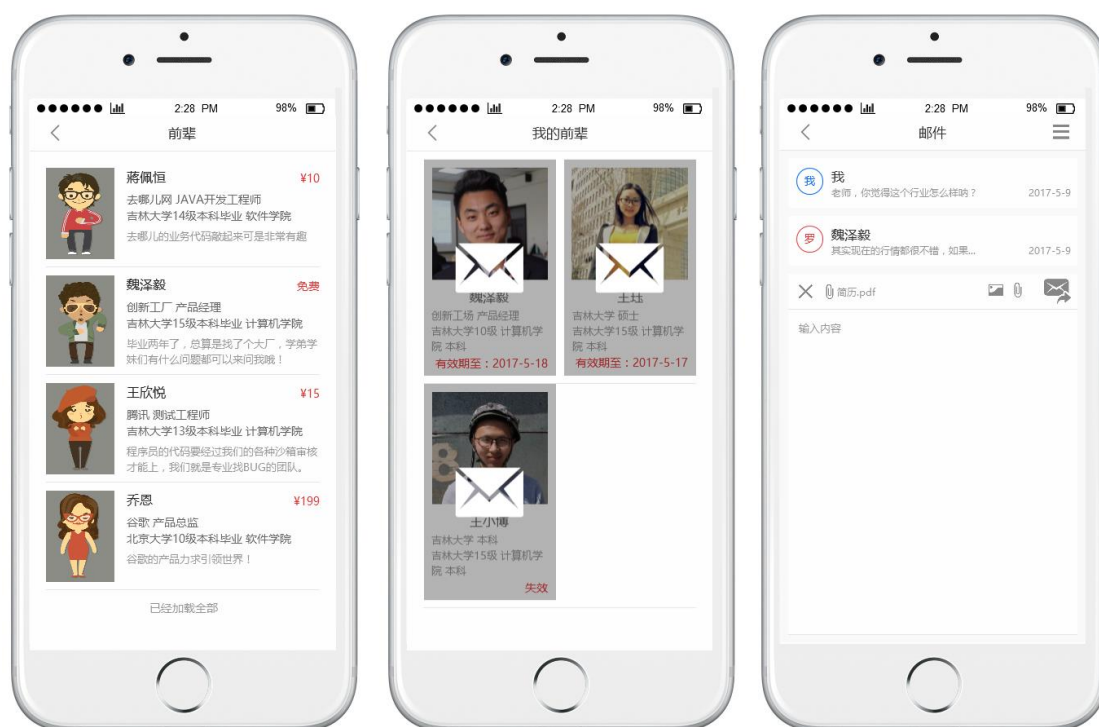 2:28 PM
98%
前辈
蔣佩恒
¥10
去哪儿网 JAVA开发工程师
吉林大学14级本科毕业 软件学院
去哪儿的业务代码敲起来可是非常有趣
魏泽毅
免费
创新工厂 产品经理
吉林大学15级本科毕业 计算机学院
毕业两年了，总算是找了个大厂，学弟学
妹们有什么问题都可以来问我哦！
王欣悦
¥15
腾讯 测试工程师
吉林大学13级本科毕业 计算机学院
程序员的代码要经过我们的各种沙箱审核
才能上，我们就是专业找BUG的团队。
乔恩
¥199
谷歌 产品总监
北京大学10级本科毕业 软件学院
谷歌的产品力求引领世界！
已经加载全部
2:28 PM
98%
我的前辈
魏泽毅
创新工场 产品经理
吉林大学10级 计算机学
院 本科
有效期至：2017-5-18
王珏
吉林大学 硕士
吉林大学15级 计算机学
院 本科
有效期至：2017-5-17
8
王小博
吉林大学 本科
吉林大学15级 计算机学
院 本科
失效
2:28 PM
98%
邮件
我
我
老师，你觉得这个行业怎么样呐？
2017-5-9
罗
魏泽毅
其实现在的行情都很不错，如果...
2017-5-9
简历.pdf
输入内容